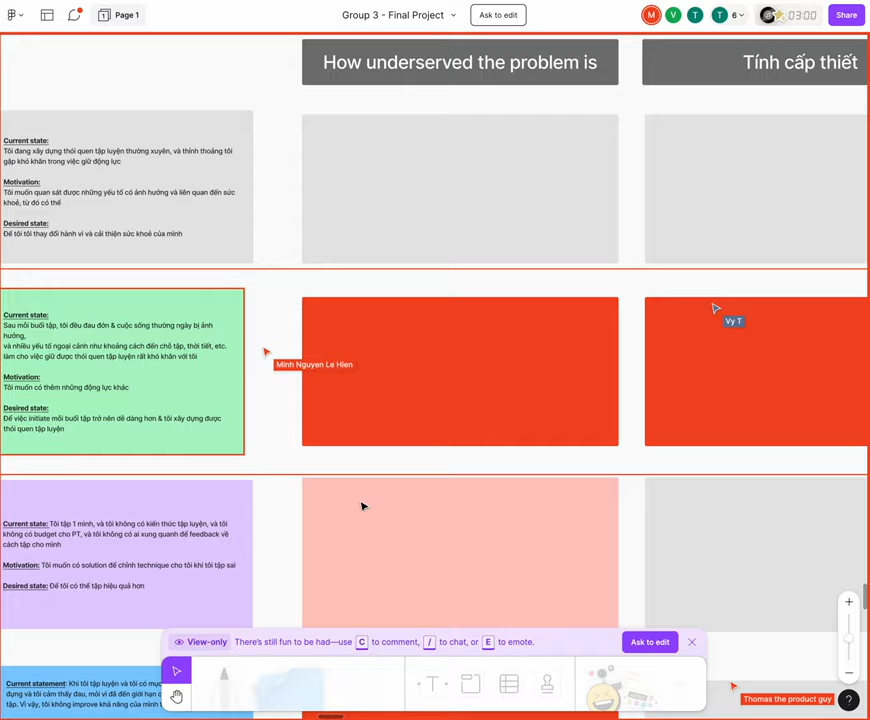 1 Page 1
Group 3 - Final Project
Ask to edit
M
V
T
T
6
03:00
Share
How underserved the problem is
Tính cấp thiết
Current state:
Tôi đang xây dựng thói quen tập luyện thường xuyên, và thỉnh thoảng tôi
gặp khó khăn trong việc giữ động lực
Motivation:
Tôi muốn quan sát được những yếu tố có ảnh hưởng và liên quan đến sức
khoẻ, từ đó có thể
Desired state:
Để tôi tôi thay đổi hành vi và cải thiện sức khoẻ của mình
Current state:
Sau mỗi buổi tập, tôi đều đau đớn & cuộc sống thường ngày bị ảnh
hưởng,
và nhiều yếu tố ngoại cảnh như khoảng cách đến chỗ tập, thời tiết, etc.
làm cho việc giữ được thói quen tập luyện rất khó khăn với tôi
Motivation:
Tôi muốn có thêm những động lực khác
Desired state:
Để việc initiate mỗi buổi tập trở nên dễ dàng hơn & tôi xây dựng được
thói quen tập luyện
Minh Nguyen Le Hien
Vy T
Current state: Tôi tập 1 mình, và tôi không có kiến thức tập luyện, và tôi
không có budget cho PT, và tôi không có ai xung quanh để feedback về
cách tập cho mình
Motivation: Tôi muốn có solution để chỉnh technique cho tôi khi tôi tập sai
Desired state: Để tôi có thể tập hiệu quả hơn
View-only There's still fun to be had—use C to comment, / to chat, or E to emote. Ask to edit
Current statement: Khi tôi tập luyện và tôi có mục
đựng và tôi cảm thấy đau, mỏi vì đã đến giới hạn c
tập. Vì vậy, tôi không improve khả năng của mình t
T
Thomas the product guy
?